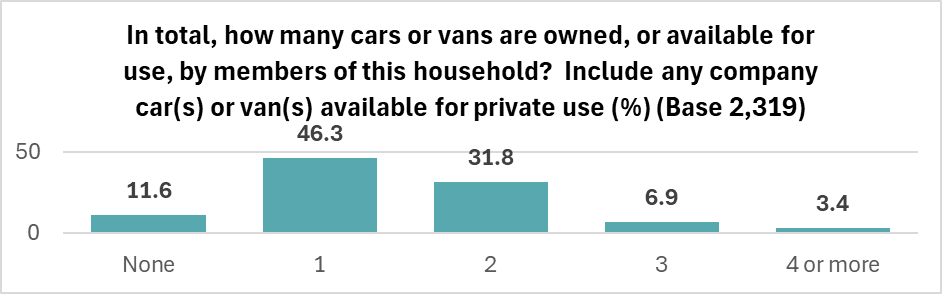 In total, how many cars or vans are owned, or available for
use, by members of this household?  Include any company
car(s) or van(s) available for private use (%) (Base 2,319)
50
0
11.6
46.3
31.8
6.9
3.4
None
1
2
3
4 or more